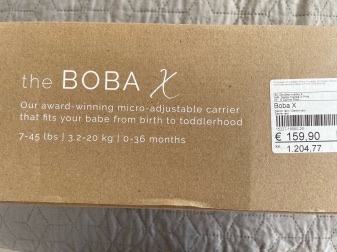 the BOBA X
Our award-winning micro-adjustable carrier
that fits your babe from birth to toddlerhood
7-45 lbs | 3.2-20 kg | 0-36 months
Boba X
€ 159,90
1.204,77